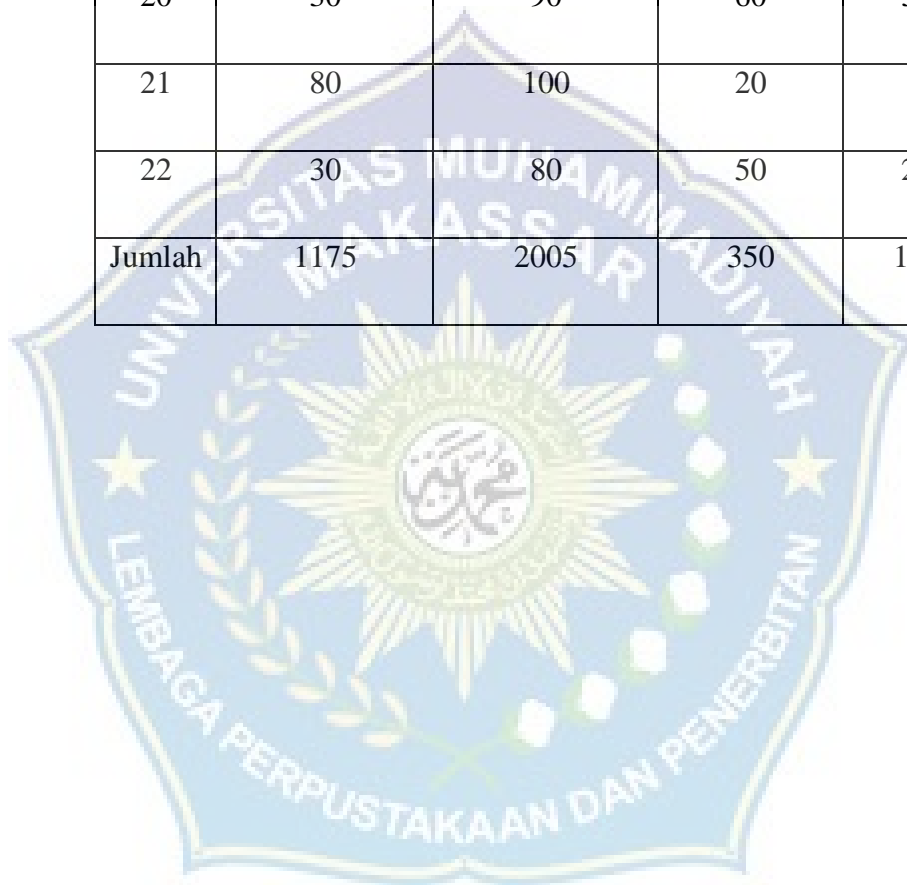 21 80 100 20
22 30 80 50
Jumlah 1175 2005 350
UNIVERSITAS MUHAMMADIYAH
MAKASSAR
LEMBAGA PERPUSTAKAAN DAN PENERBITAN